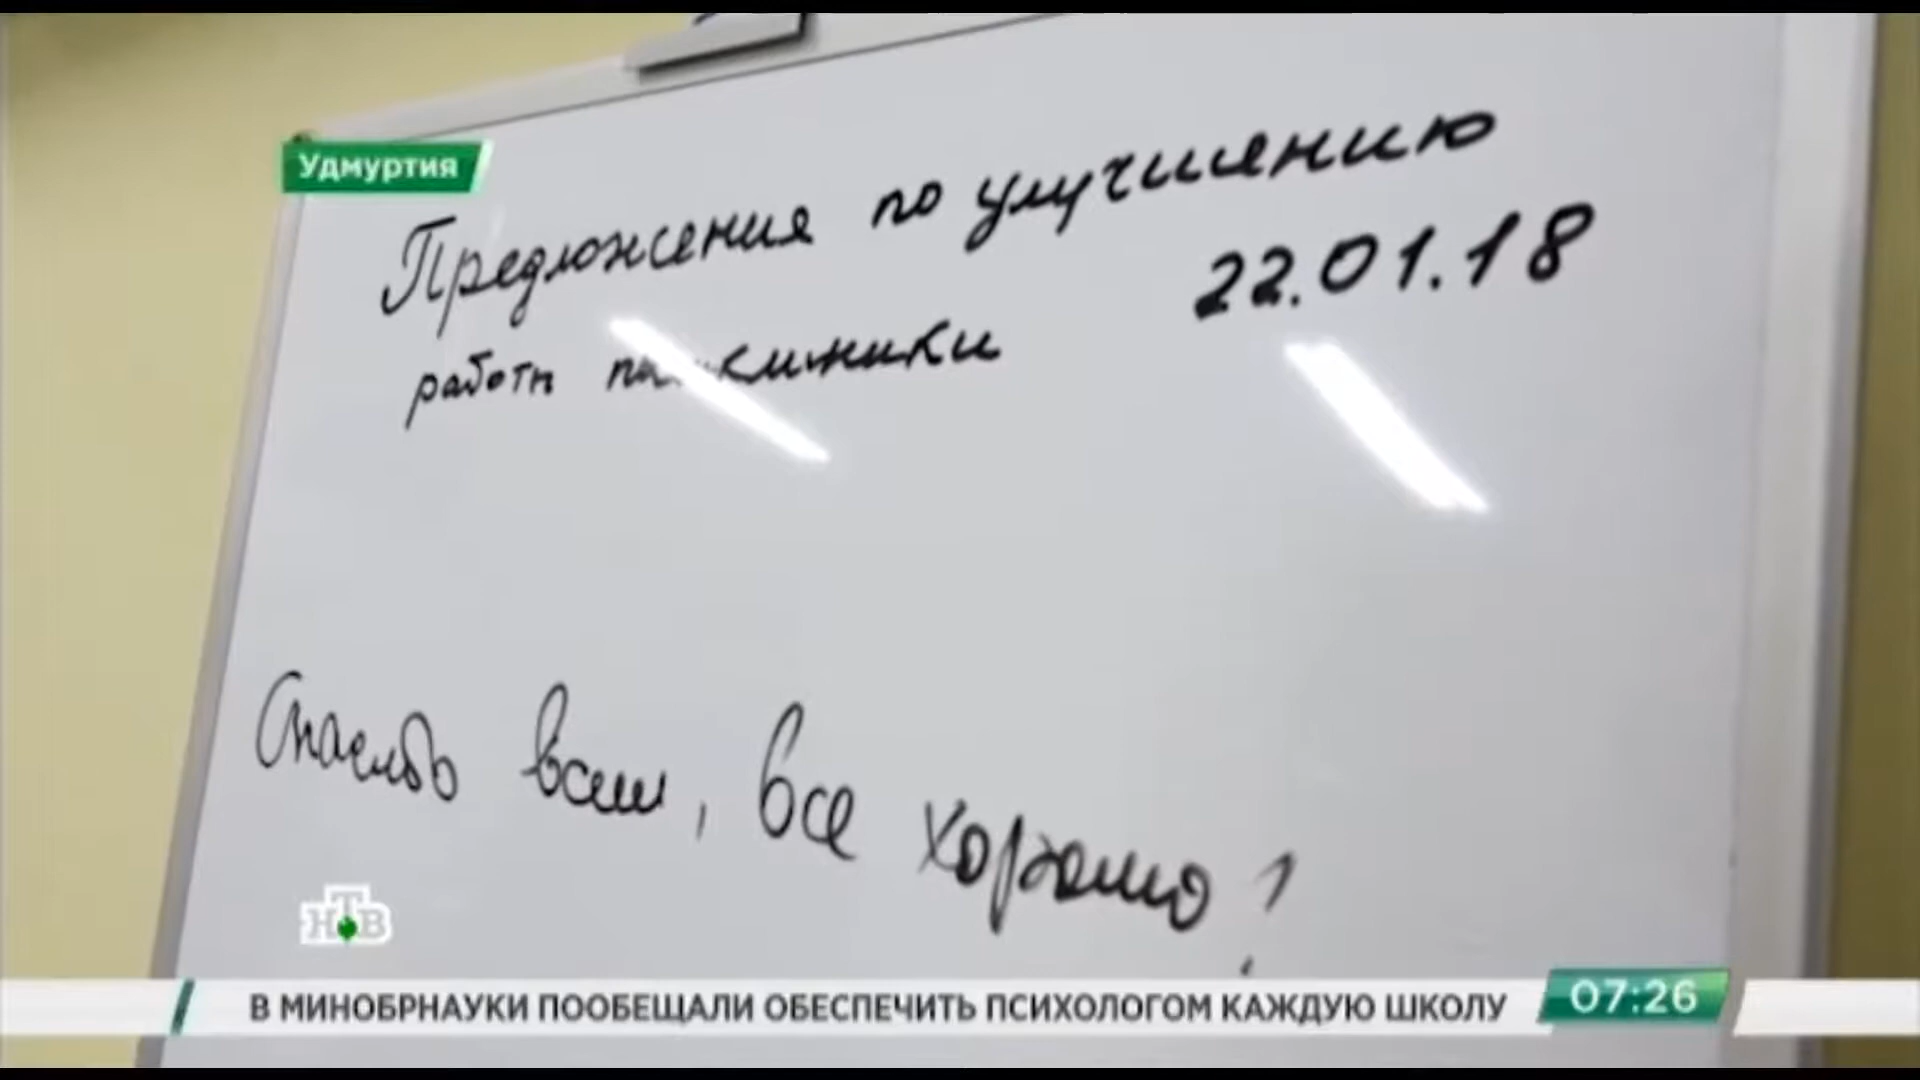 Удмуртия
Предложения по улучшению
22.01.18
работы поликлиники
Спасибо всем, все хорошо!
НТВ
В МИНОБРНАУКИ ПООБЕЩАЛИ ОБЕСПЕЧИТЬ ПСИХОЛОГОМ КАЖДУЮ ШКОЛУ
07:26